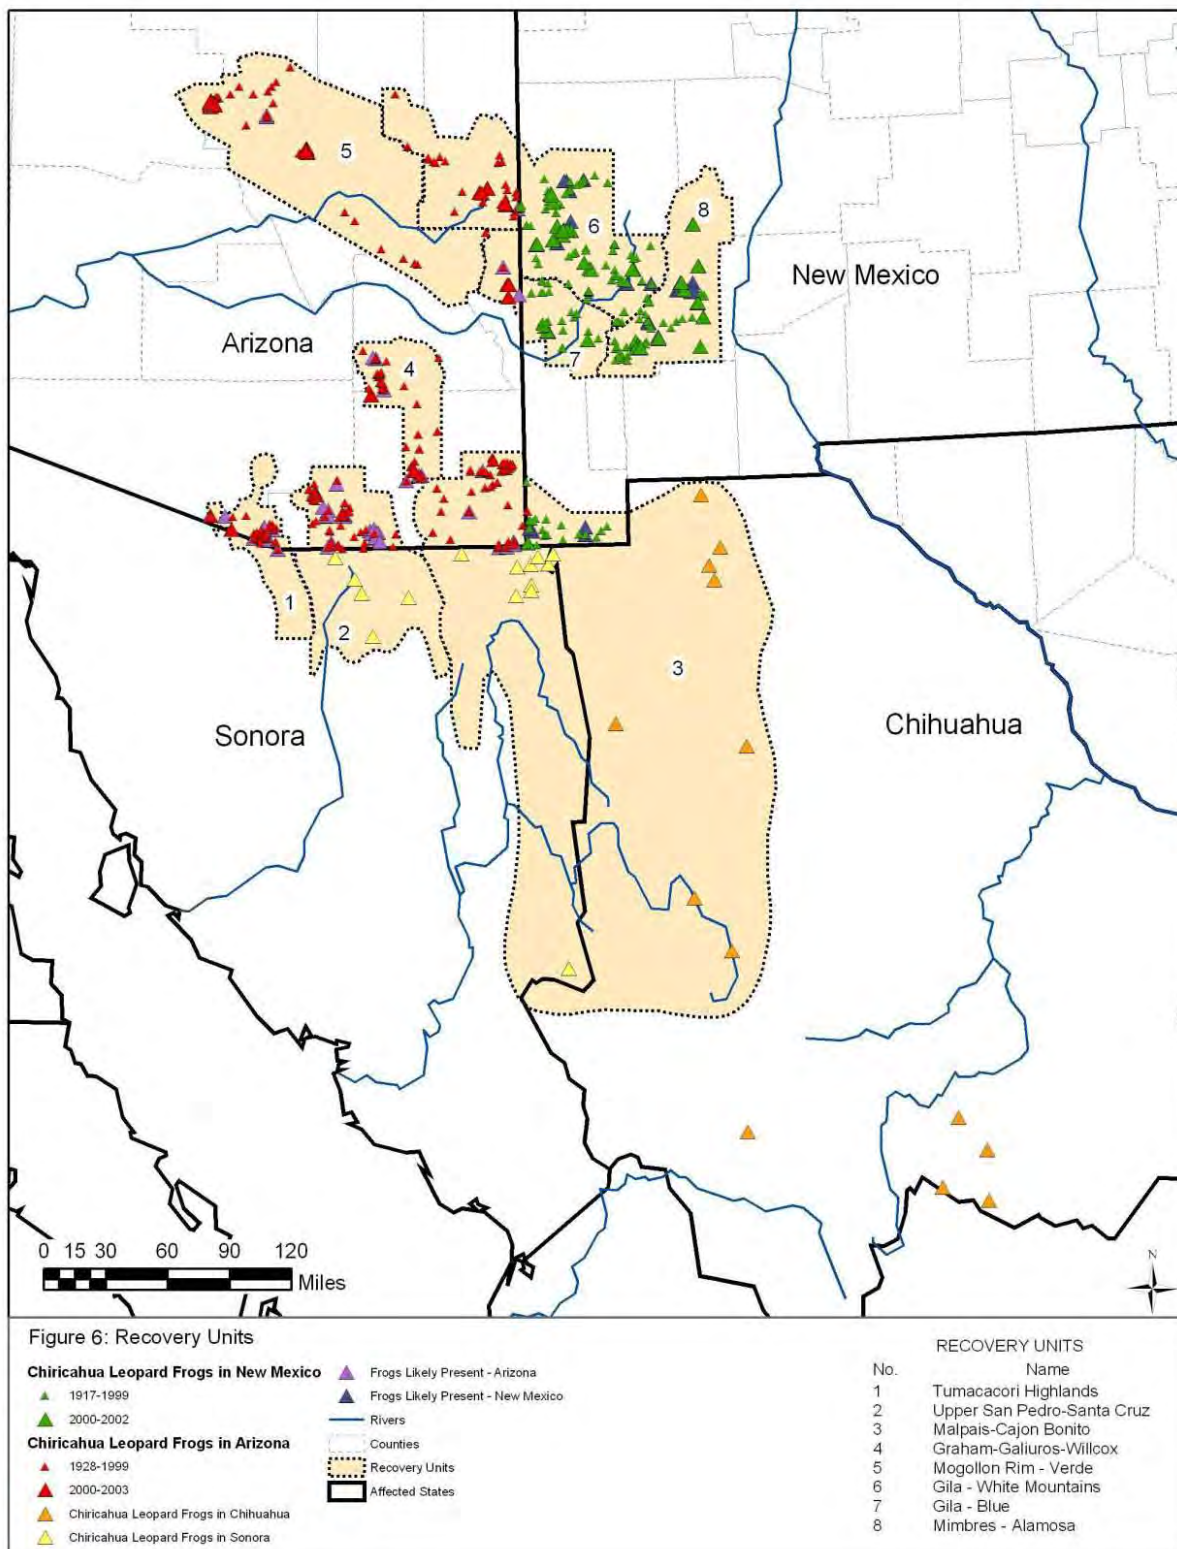 5
6
8
New Mexico
Arizona
4
7
1
2
3
Sonora
Chihuahua
N
0 15 30 60 90 120
Miles
Figure 6: Recovery Units
Chiricahua Leopard Frogs in New Mexico
1917-1999
2000-2002
Chiricahua Leopard Frogs in Arizona
1928-1999
2000-2003
Chiricahua Leopard Frogs in Chihuahua
Chiricahua Leopard Frogs in Sonora
Frogs Likely Present - Arizona
Frogs Likely Present - New Mexico
Rivers
Counties
Recovery Units
Affected States
RECOVERY UNITS
No. Name
1 Tumacacori Highlands
2 Upper San Pedro-Santa Cruz
3 Malpais-Cajon Bonito
4 Graham-Galiuros-Willcox
5 Mogollon Rim - Verde
6 Gila - White Mountains
7 Gila - Blue
8 Mimbres - Alamosa